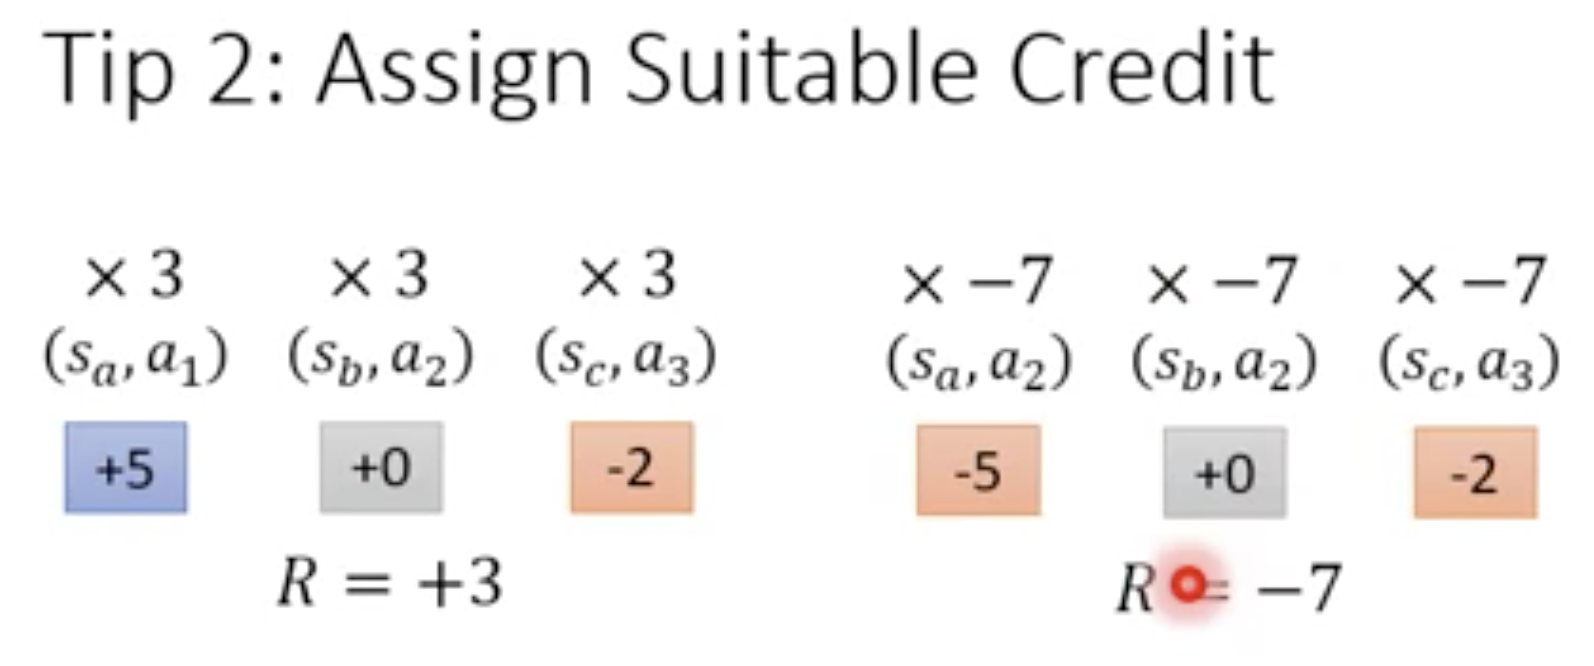 Tip 2: Assign Suitable Credit
× 3 × 3 × 3 × −7 × −7 × −7
(s_a, a_1) (s_b, a_2) (s_c, a_3) (s_a, a_2) (s_b, a_2) (s_c, a_3)
+5 +0 -2 -5 +0 -2
R = +3 R = −7